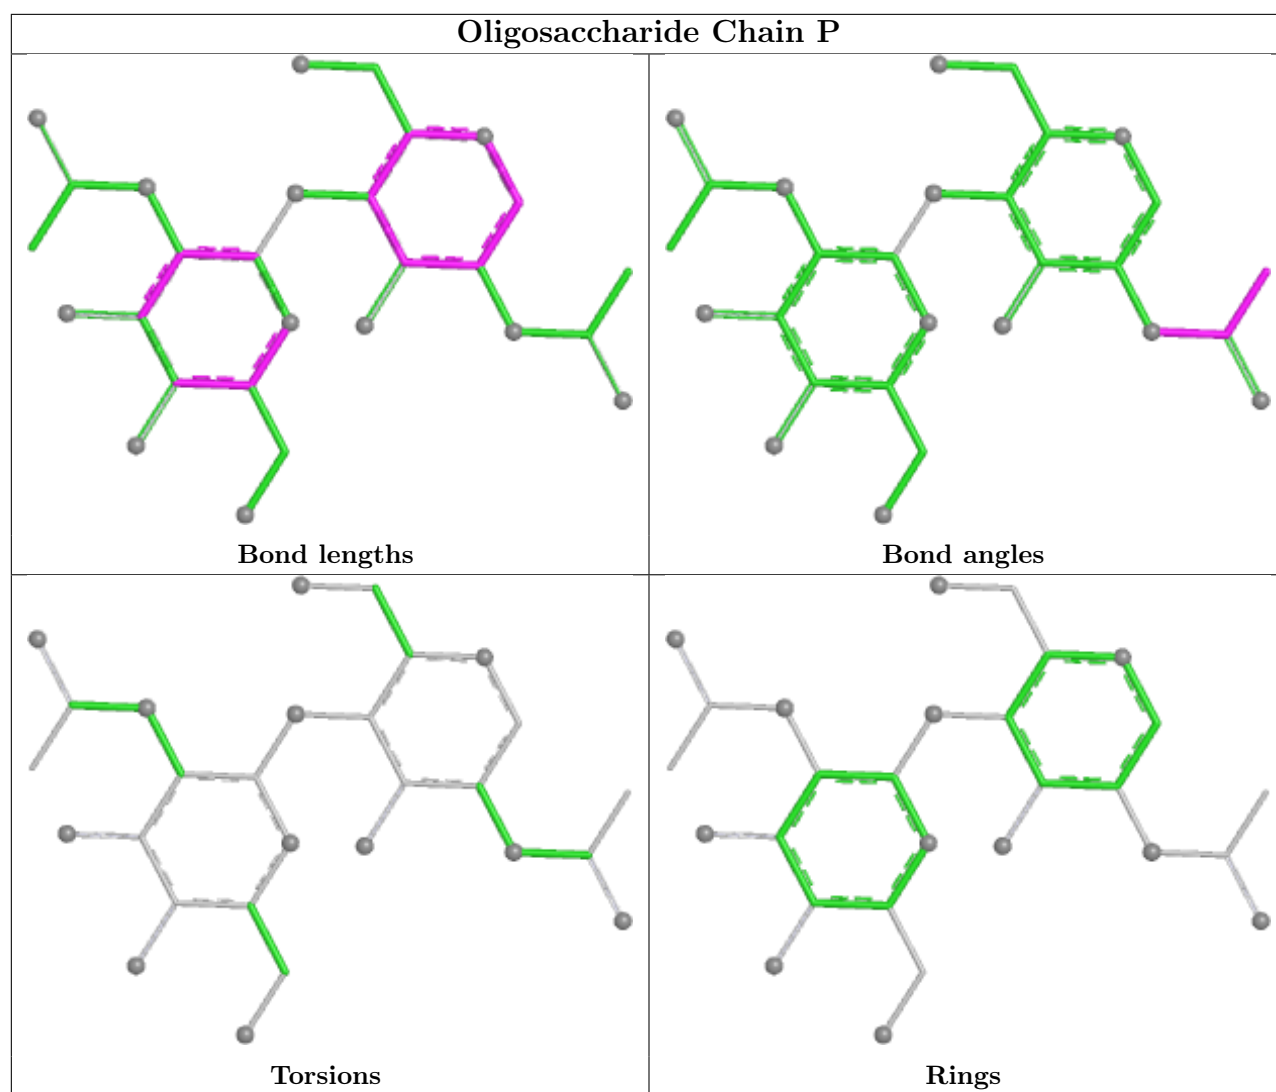 Oligosaccharide Chain P
Bond lengths
Bond angles
Torsions
Rings